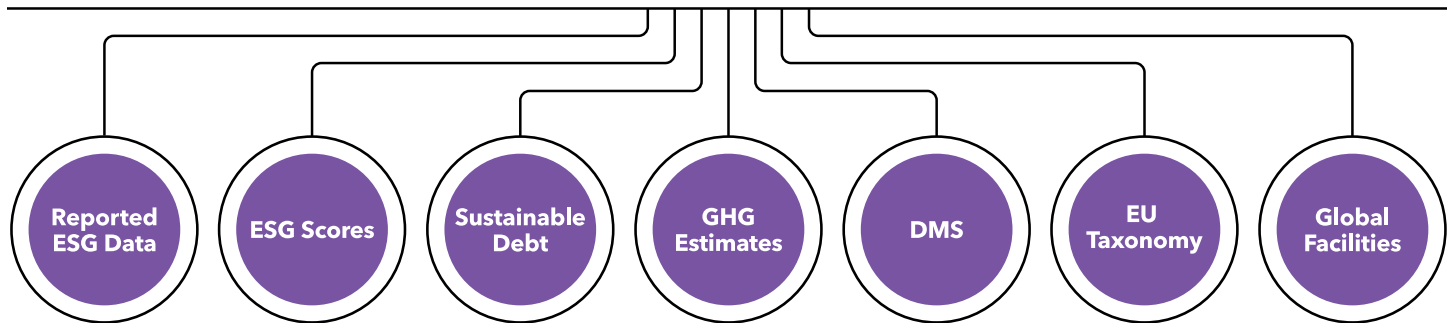 Reported
ESG Data
ESG Scores
Sustainable
Debt
GHG
Estimates
DMS
EU
Taxonomy
Global
Facilities